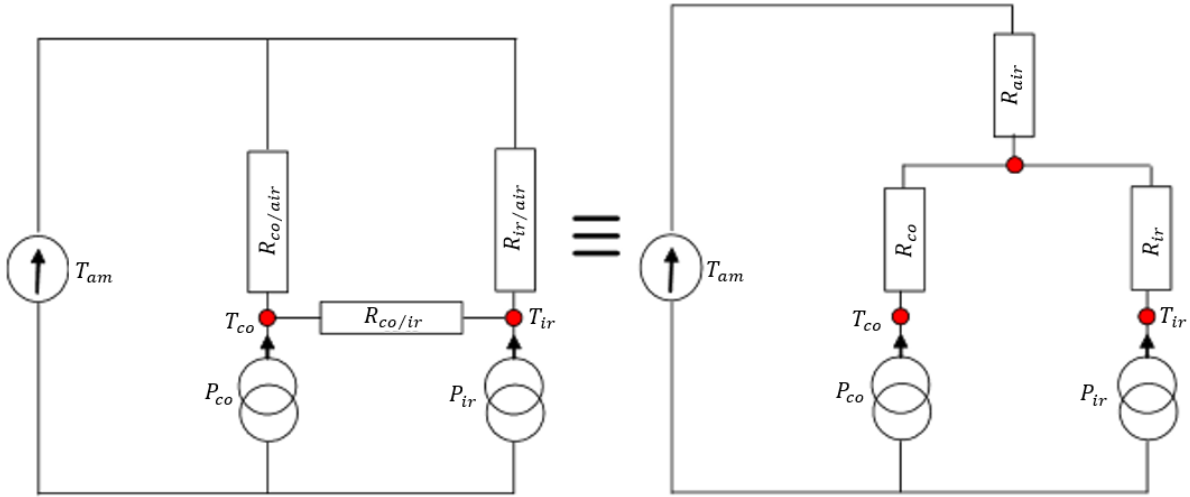 T_am
R_co/air
R_ir/air
T_co
R_co/ir
T_ir
P_co
P_ir
≡
T_am
R_air
R_co
R_ir
T_co
T_ir
P_co
P_ir